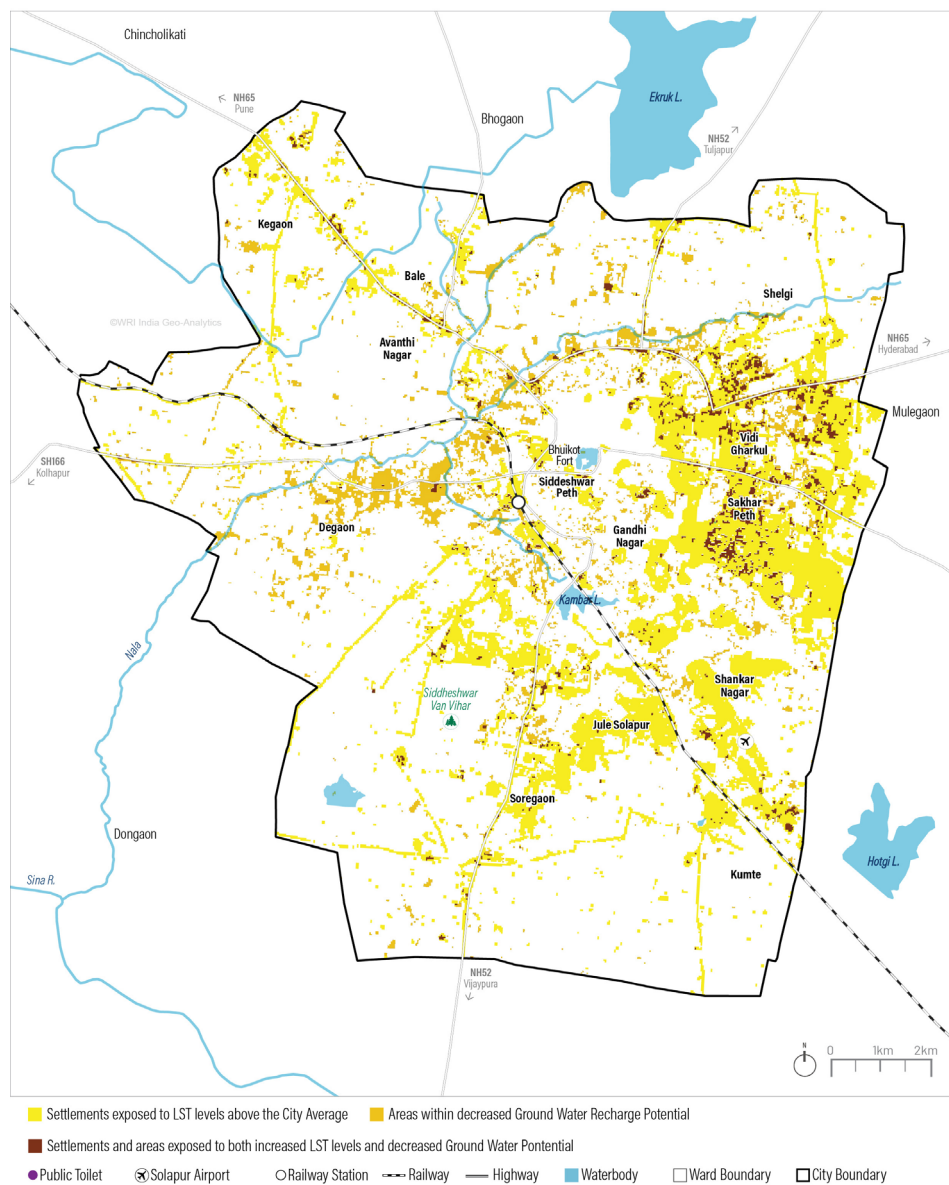 Chincholikati
NH65
Pune
Bhogaon
Ekruk L.
NH52
Tuljapur
Kegaon
Bale
Shelgi
©WRI India Geo-Analytics
Avanthi
Nagar
NH65
Hyderabad
Mulegaon
SH166
Kolhapur
Bhuikot
Fort
Siddeshwar
Peth
Vidi
Gharkul
Sakhar
Peth
Degaon
Gandhi
Nagar
Kambar L.
Nala
Siddheshwar
Van Vihar
Shankar
Nagar
Jule Solapur
Soregaon
Dongaon
Sina R.
Kumte
Hotgi L.
NH52
Vijaypura
N
0 1km 2km
Settlements exposed to LST levels above the City Average
Areas within decreased Ground Water Recharge Potential
Settlements and areas exposed to both increased LST levels and decreased Ground Water Pontential
Public Toilet Solapur Airport Railway Station Railway Highway Waterbody Ward Boundary City Boundary